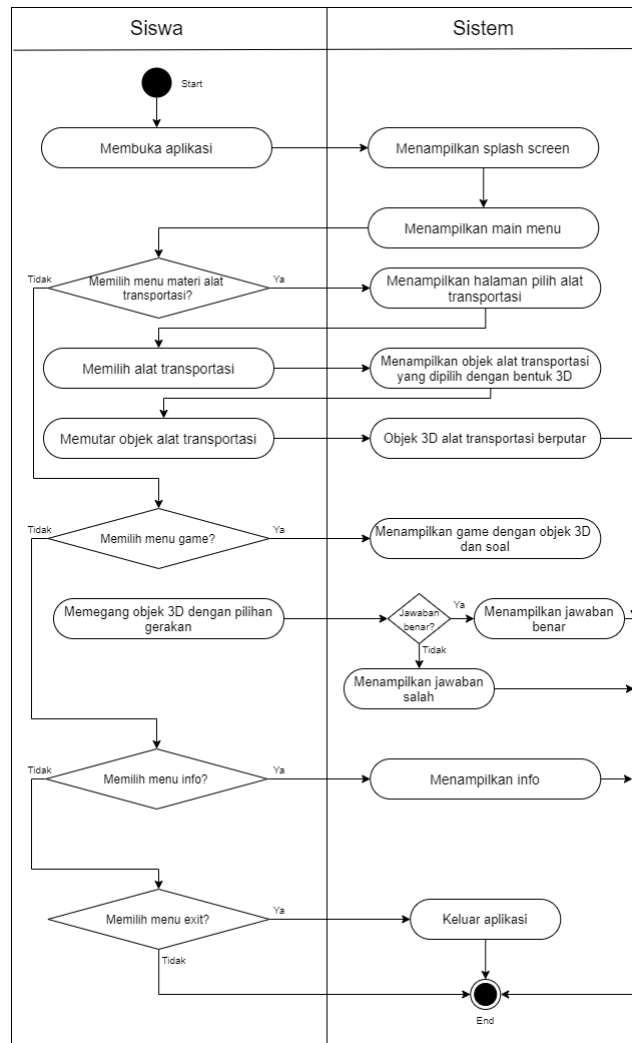 Siswa
Sistem
Start
Membuka aplikasi
Menampilkan splash screen
Menampilkan main menu
Tidak
Memilih menu materi alat
transportasi?
Ya
Menampilkan halaman pilih alat
transportasi
Memilih alat transportasi
Menampilkan objek alat transportasi
yang dipilih dengan bentuk 3D
Memutar objek alat transportasi
Objek 3D alat transportasi berputar
Tidak
Memilih menu game?
Ya
Menampilkan game dengan objek 3D
dan soal
Memegang objek 3D dengan pilihan
gerakan
Jawaban
benar?
Ya
Menampilkan jawaban
benar
Tidak
Menampilkan jawaban
salah
Tidak
Memilih menu info?
Ya
Menampilkan info
Memilih menu exit?
Ya
Keluar aplikasi
Tidak
End